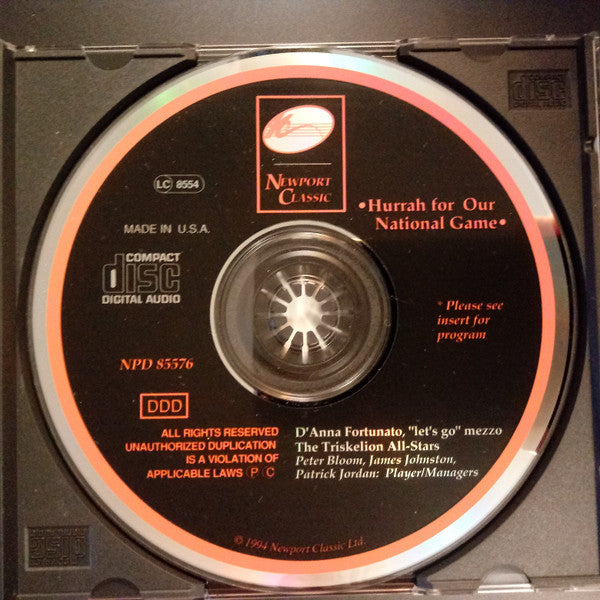 NEWPORT
CLASSIC
LC 8554
•Hurrah for Our
National Game•
MADE IN U.S.A.
COMPACT
disc
DIGITAL AUDIO
* Please see
insert for
program
NPD 85576
DDD
ALL RIGHTS RESERVED
UNAUTHORIZED DUPLICATION
IS A VIOLATION OF
APPLICABLE LAWS Ⓟ Ⓒ
D'Anna Fortunato, "let's go" mezzo
The Triskelion All-Stars
Peter Bloom, James Johnston,
Patrick Jordan: Player/Managers
© 1994 Newport Classic Ltd.
COMPACT
disc